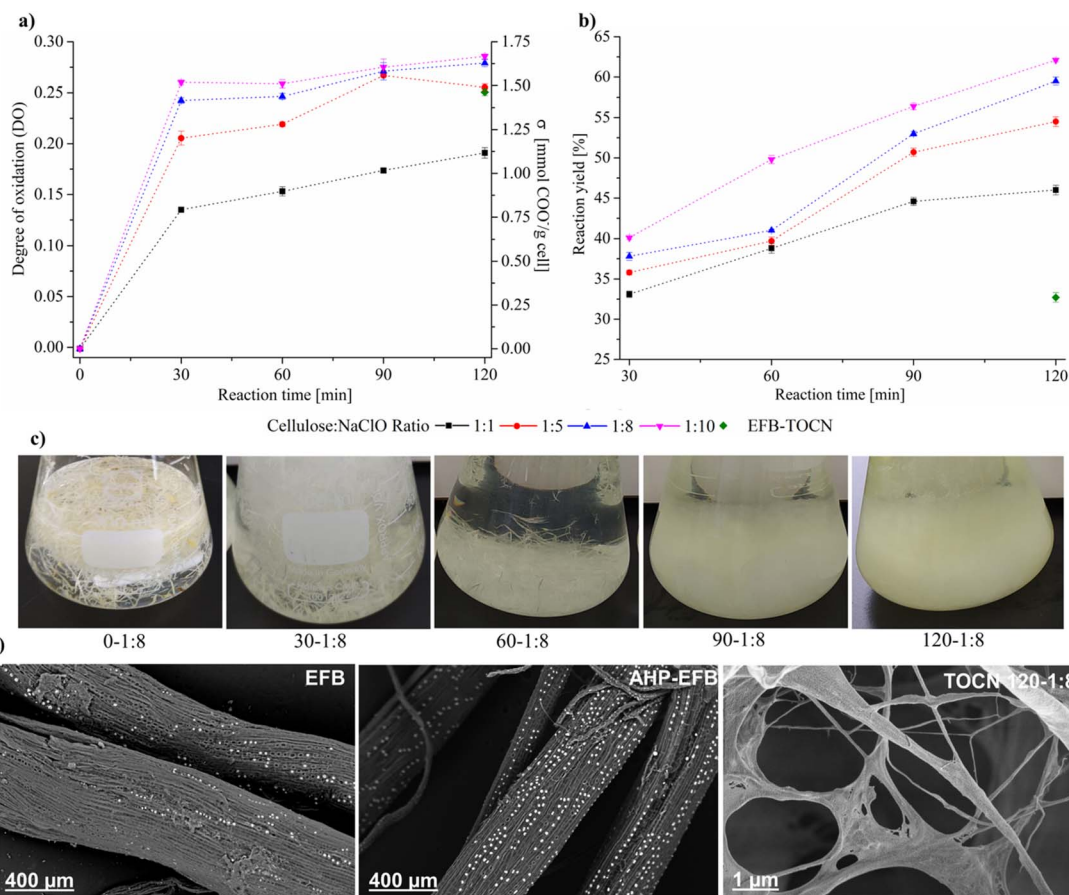 a)
0.30
0.25
0.20
0.15
0.10
0.05
0.00
Degree of oxidation (DO)
1.75
1.50
1.25
1.00
0.75
0.50
0.25
0.00
σ [mmol COO⁻/g cell]
0 30 60 90 120
Reaction time [min]
b)
65
60
55
50
45
40
35
30
25
Reaction yield [%]
30 60 90 120
Reaction time [min]
Cellulose:NaClO Ratio 1:1 1:5 1:8 1:10 EFB-TOCN
c)
0-1:8 30-1:8 60-1:8 90-1:8 120-1:8
)
EFB
400 µm
AHP-EFB
400 µm
TOCN 120-1:8
1 µm